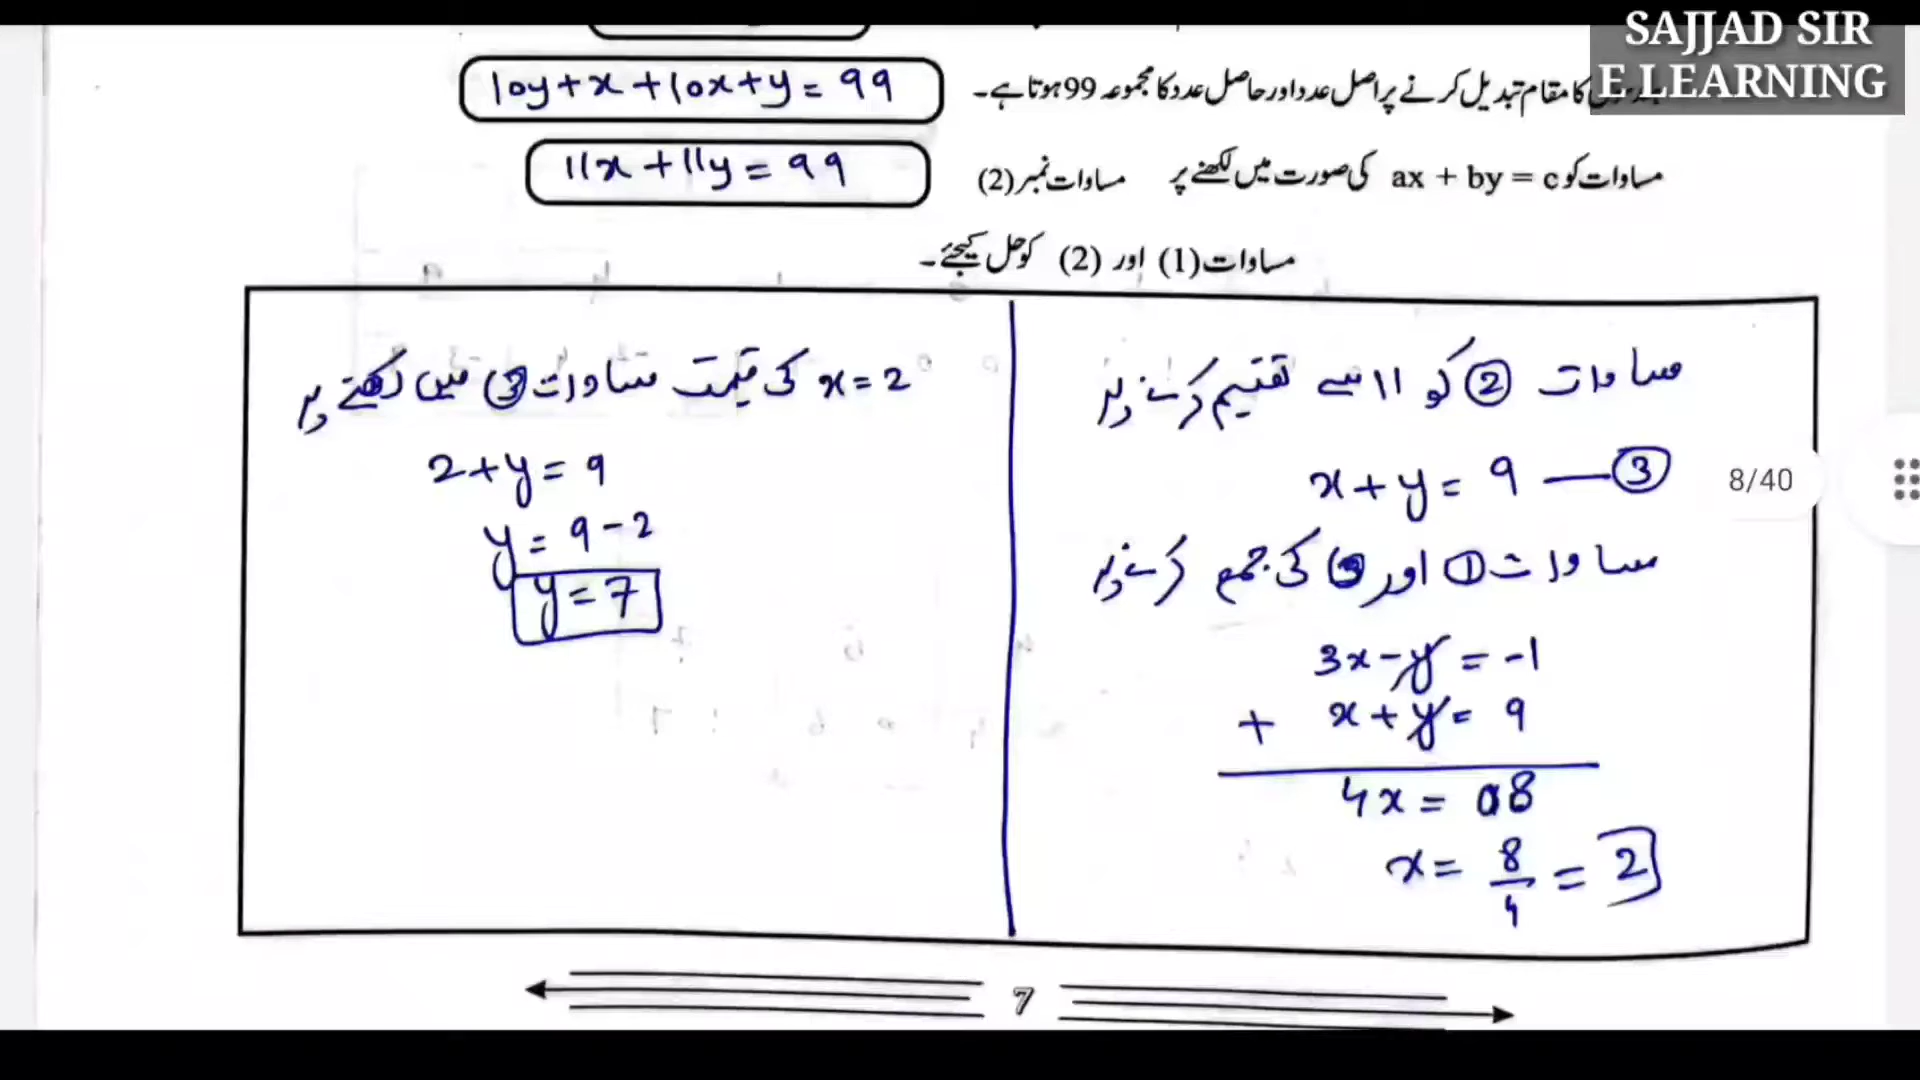 SAJJAD SIR
E LEARNING
کا مقام تبدیل کرنے پر اصل عدد اور حاصل عدد کا مجموعہ 99 ہوتا ہے۔
10y+x+10x+y=99
مساوات کو ax + by = c کی صورت میں لکھنے پر مساوات نمبر (2)
11x+11y=99
مساوات (1) اور (2) کو حل کیجئے۔
مساوات ② کو 11 سے تقسیم کرنے پر
x+y=9 —③
مساوات ① اور ③ کی جمع کرنے پر
3x-y=-1
+ x+y=9
4x=08
x=8/4=2
x=2 کی قیمت مساوات ③ میں رکھنے پر
2+y=9
y=9-2
y=7
8/40
7